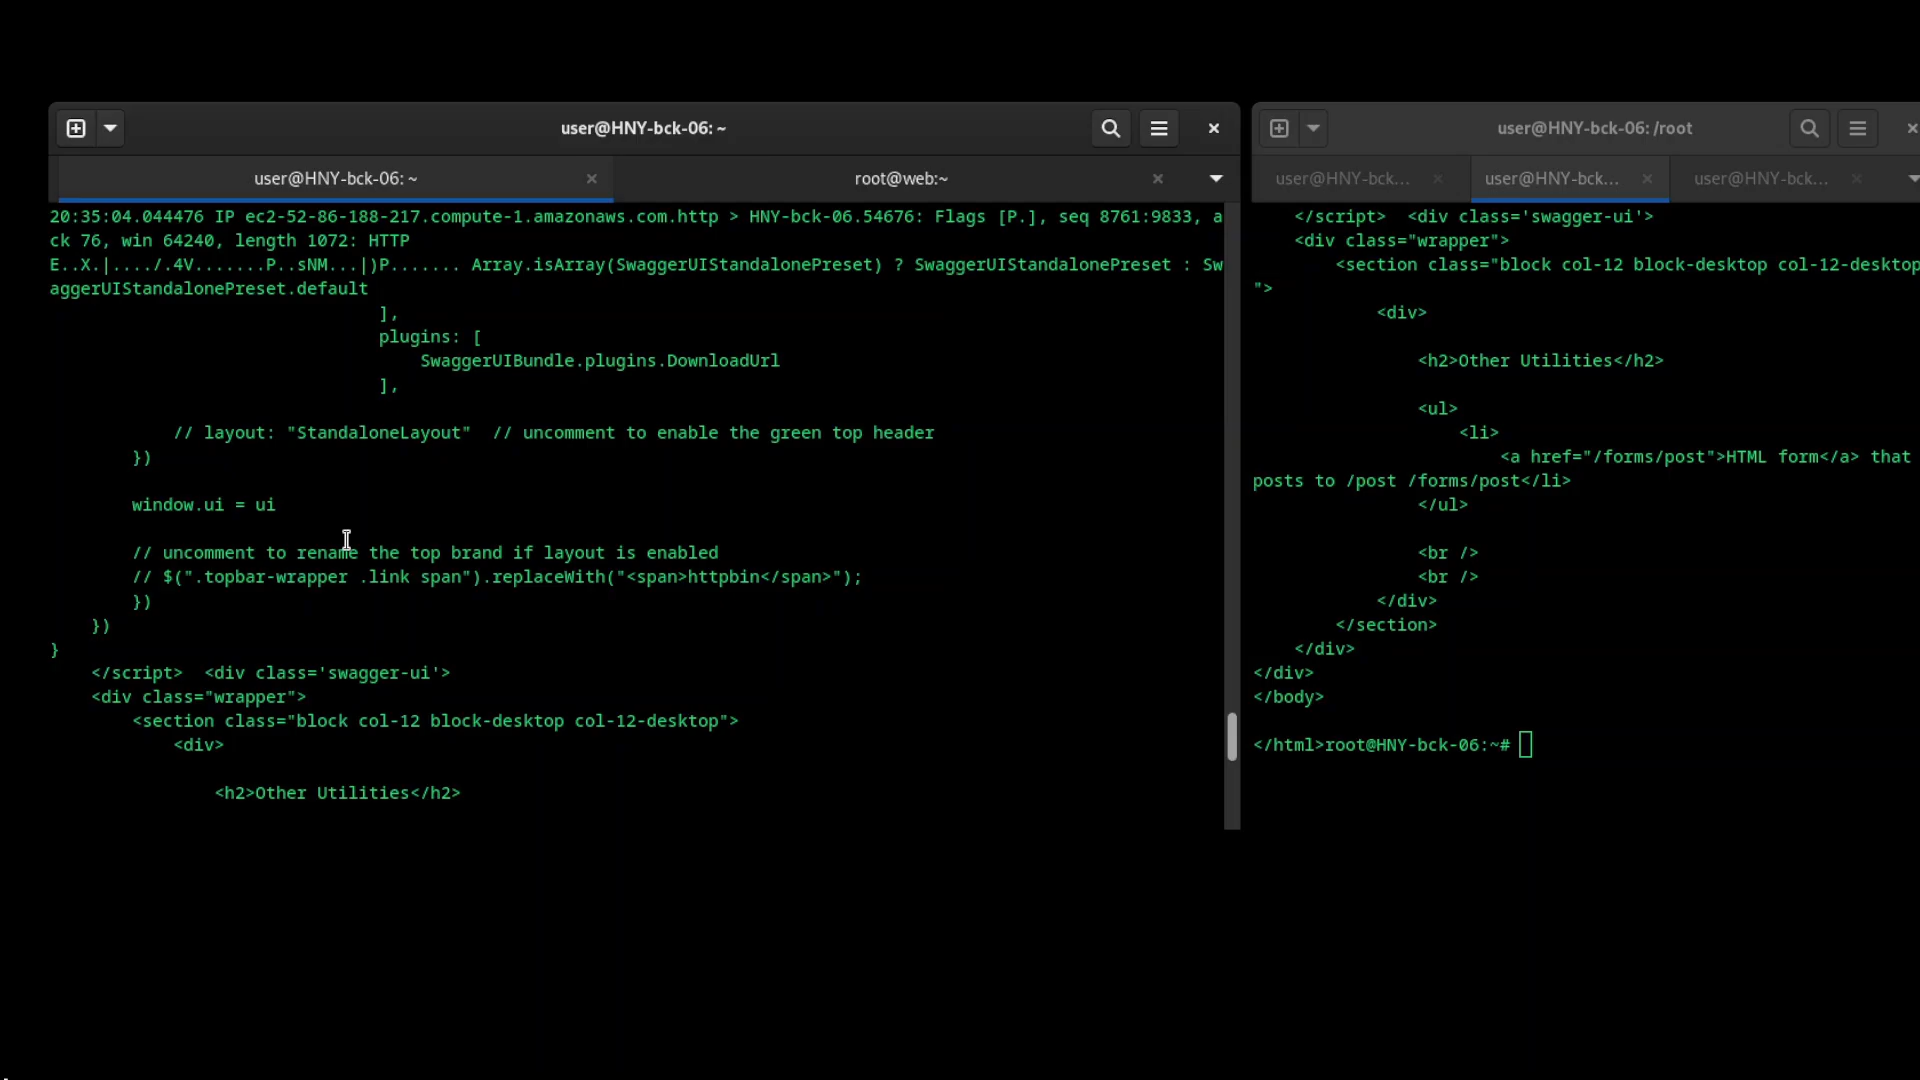 user@HNY-bck-06: ~
user@HNY-bck-06: ~
root@web:~
20:35:04.044476 IP ec2-52-86-188-217.compute-1.amazonaws.com.http > HNY-bck-06.54676: Flags [P.], seq 8761:9833, a
ck 76, win 64240, length 1072: HTTP
E..X.|..../.4V.......P..sNM...|)P....... Array.isArray(SwaggerUIStandalonePreset) ? SwaggerUIStandalonePreset : Sw
aggerUIStandalonePreset.default
],
plugins: [
SwaggerUIBundle.plugins.DownloadUrl
],
// layout: "StandaloneLayout"  // uncomment to enable the green top header
})
window.ui = ui
// uncomment to rename the top brand if layout is enabled
// $(".topbar-wrapper .link span").replaceWith("<span>httpbin</span>");
})
})
}
</script>  <div class='swagger-ui'>
<div class="wrapper">
<section class="block col-12 block-desktop col-12-desktop">
<div>
<h2>Other Utilities</h2>
user@HNY-bck-06: /root
user@HNY-bck...
user@HNY-bck...
user@HNY-bck...
</script>  <div class='swagger-ui'>
<div class="wrapper">
<section class="block col-12 block-desktop col-12-desktop
">
<div>
<h2>Other Utilities</h2>
<ul>
<li>
<a href="/forms/post">HTML form</a> that
posts to /post /forms/post</li>
</ul>
<br />
<br />
</div>
</section>
</div>
</div>
</body>
</html>root@HNY-bck-06:~#